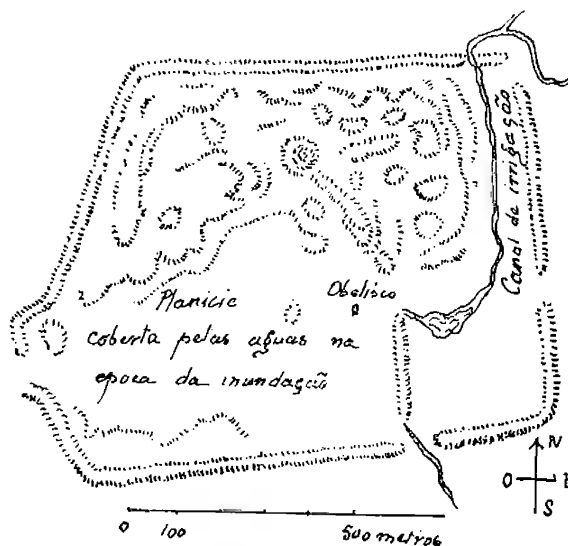 Canal de irrigação
Planicie
Obelisco
coberta pelas aguas na
epoca da inundação
N
O E
S
0 100 500 metros